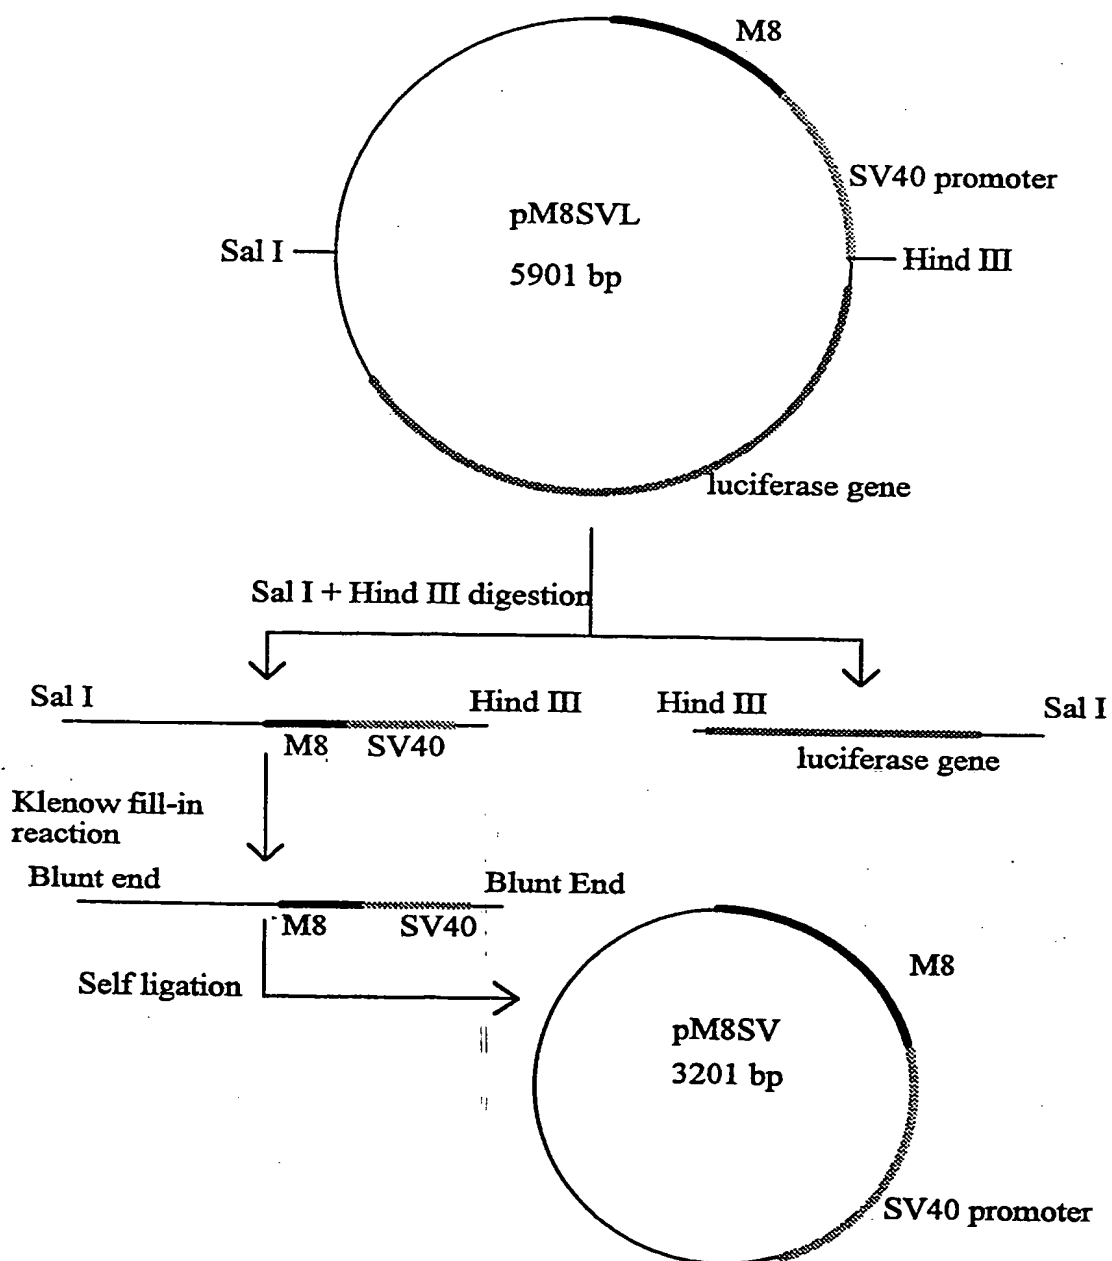 M8
SV40 promoter
pM8SVL
Sal I
Hind III
5901 bp
luciferase gene
Sal I + Hind III digestion
Sal I
Hind III
Hind III
Sal I
M8
SV40
luciferase gene
Klenow fill-in
reaction
Blunt end
Blunt End
M8
SV40
M8
Self ligation
pM8SV
3201 bp
SV40 promoter